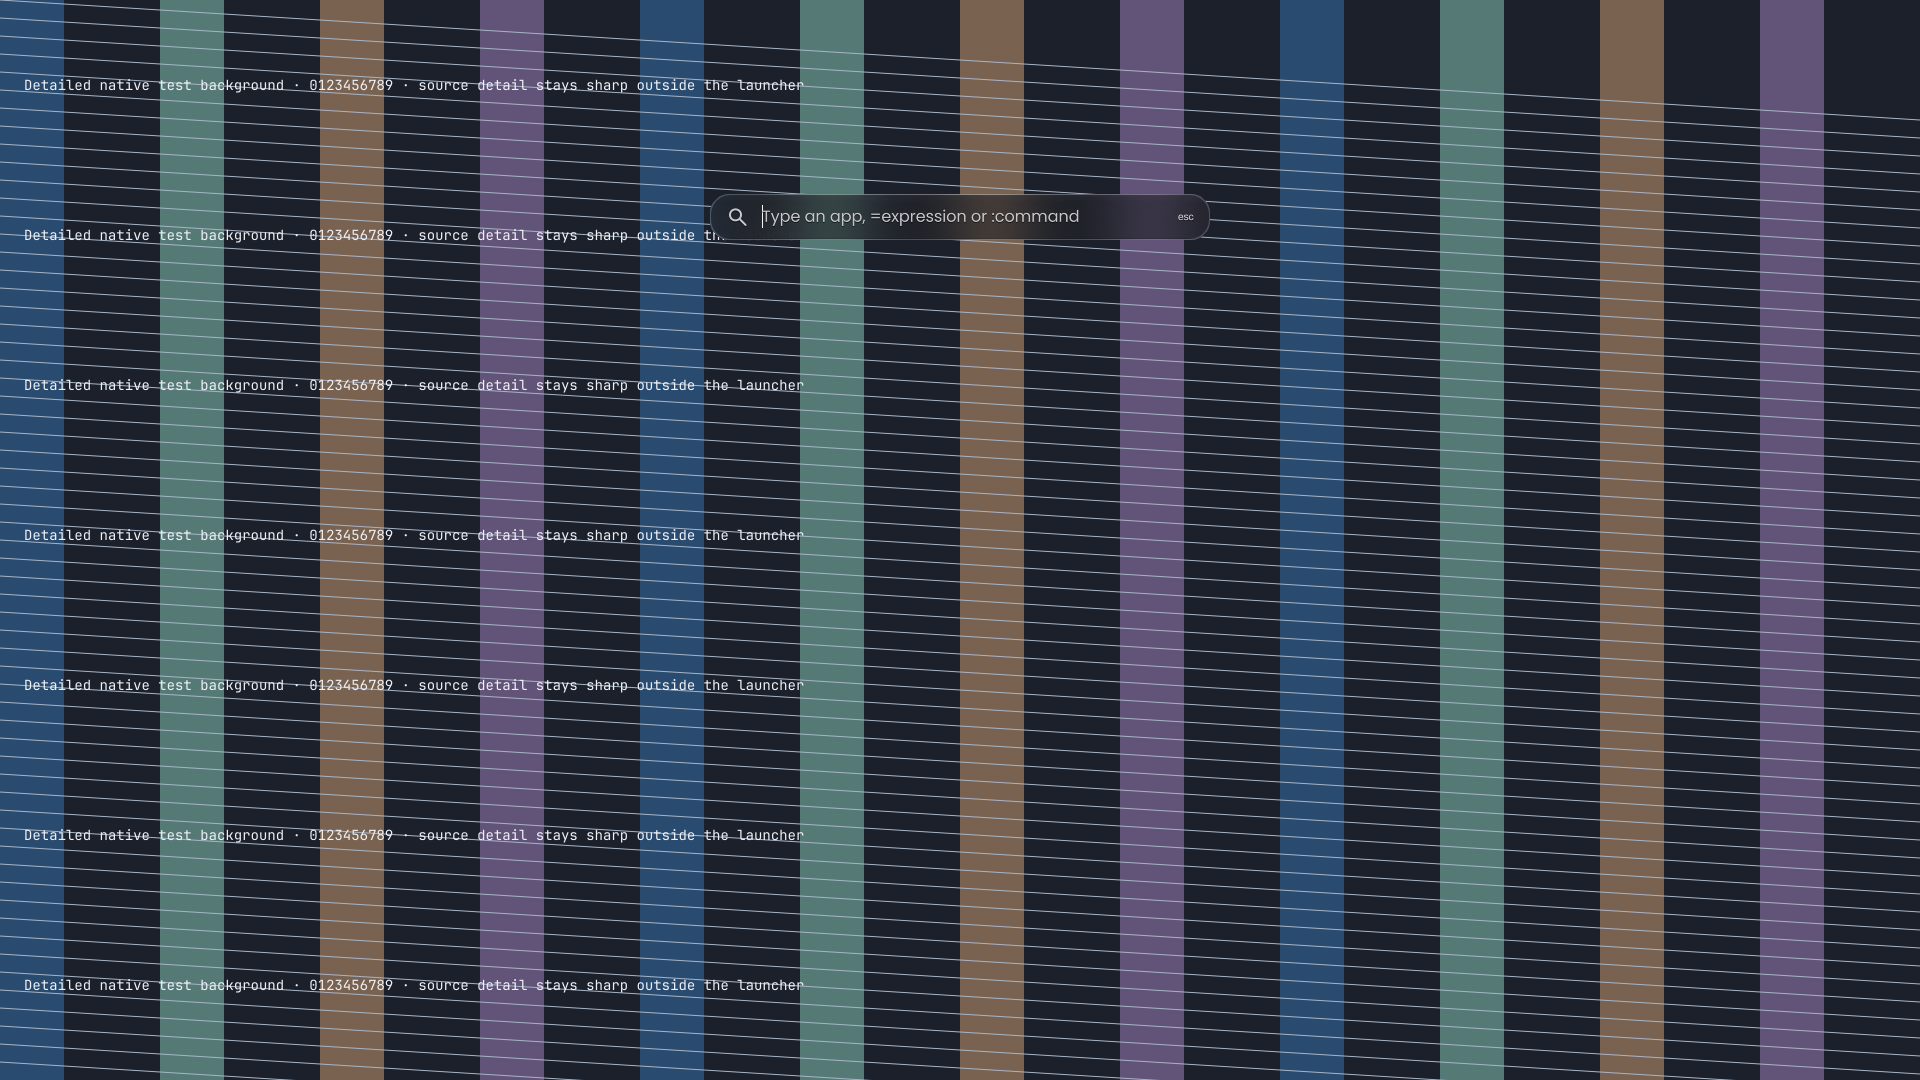 Detailed native test background · 0123456789 · source detail stays sharp outside the launcher
Type an app, =expression or :command
esc
Detailed native test background · 0123456789 · source detail stays sharp outside
Detailed native test background · 0123456789 · source detail stays sharp outside the launcher
Detailed native test background · 0123456789 · source detail stays sharp outside the launcher
Detailed native test background · 0123456789 · source detail stays sharp outside the launcher
Detailed native test background · 0123456789 · source detail stays sharp outside the launcher
Detailed native test background · 0123456789 · source detail stays sharp outside the launcher